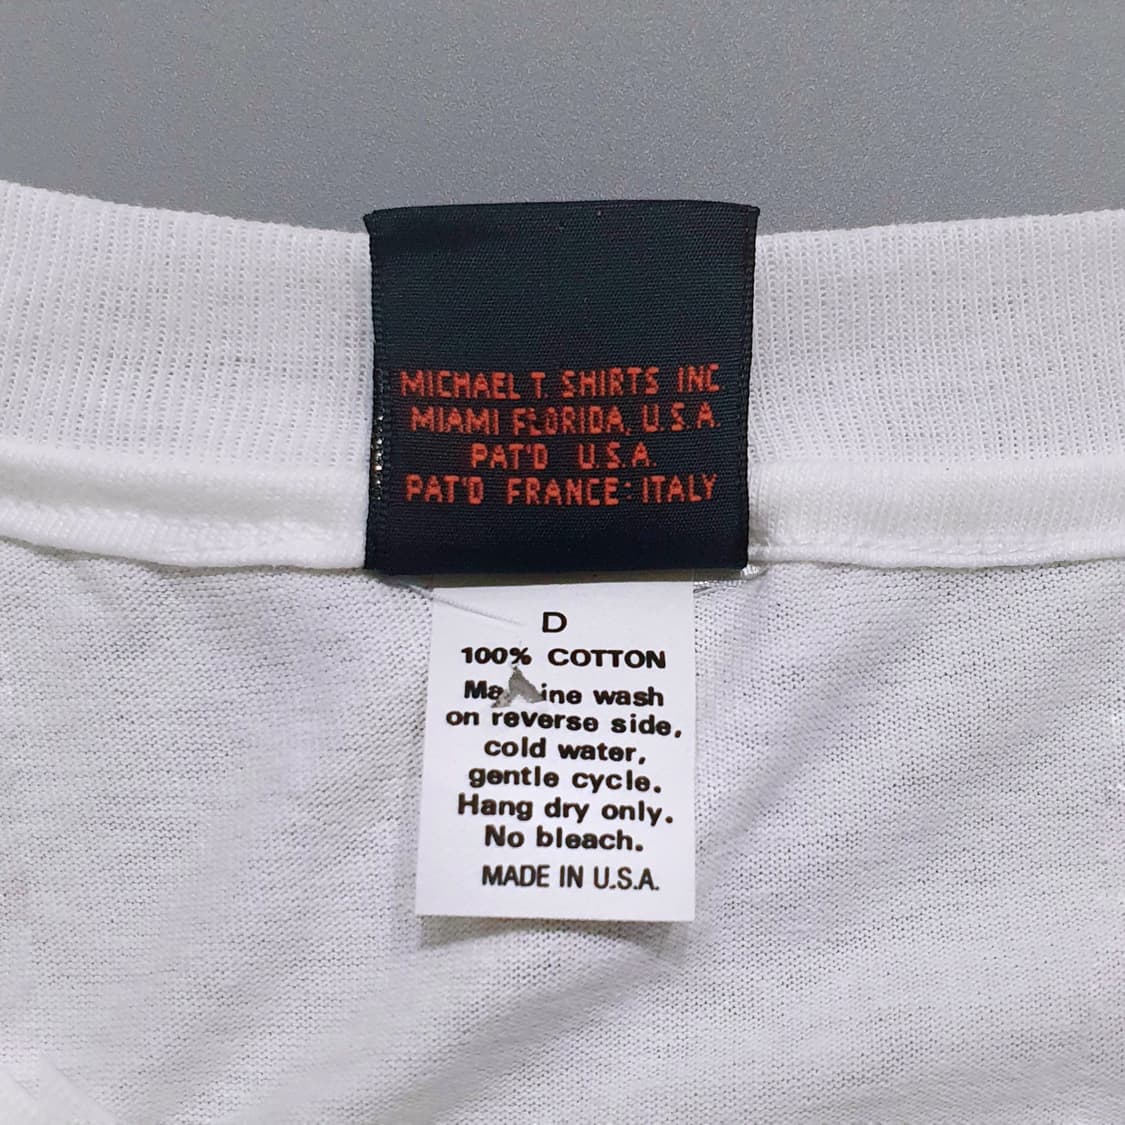 MICHAEL T. SHIRTS INC
MIAMI FLORIDA, U.S.A.
PAT'D U.S.A.
PAT'D FRANCE: ITALY
D
100% COTTON
wash
on reverse side,
cold water,
gentle cycle.
Hang dry only.
No bleach.
MADE IN U.S.A.